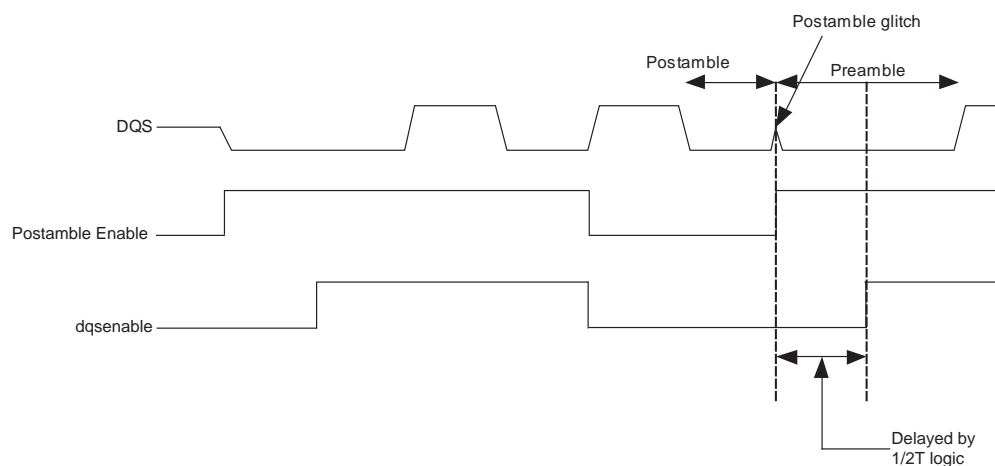 Postamble glitch
Postamble
Preamble
DQS
Postamble Enable
dqsenable
Delayed by
1/2T logic